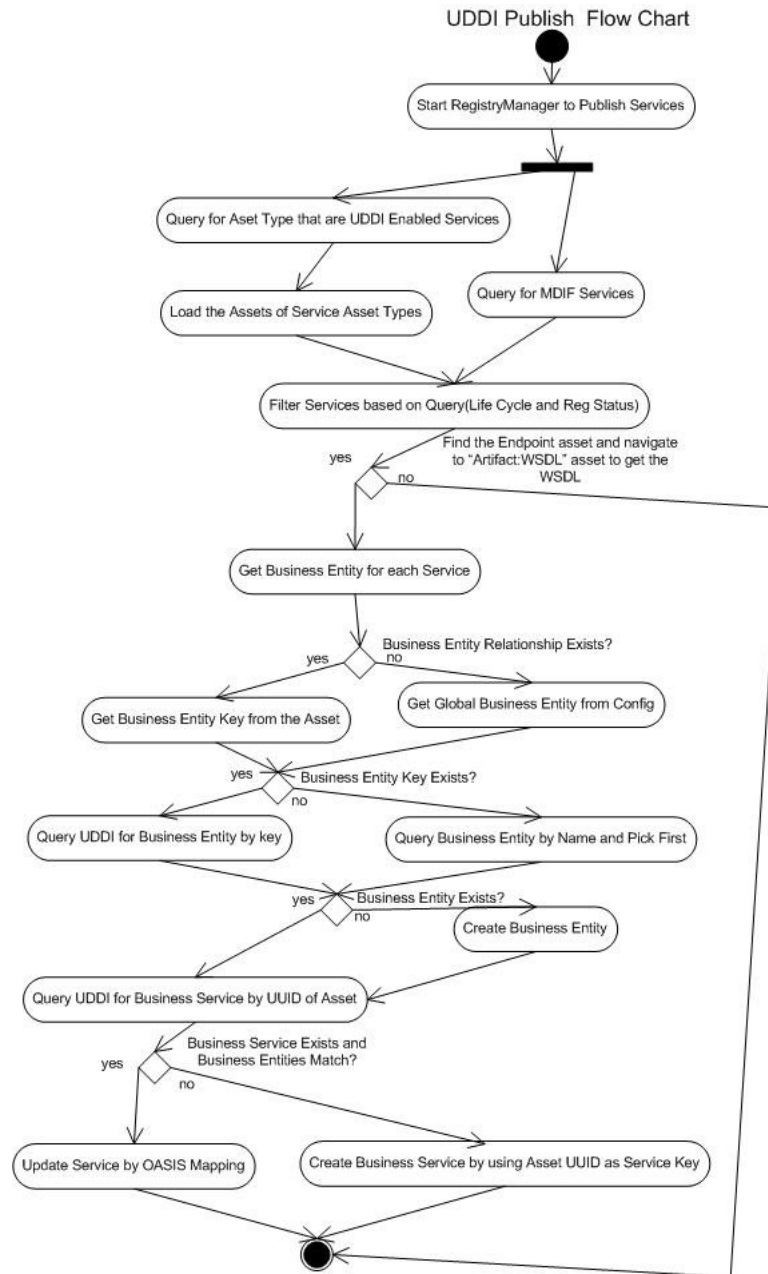 UDDI Publish  Flow Chart
Start RegistryManager to Publish Services
Query for Aset Type that are UDDI Enabled Services
Load the Assets of Service Asset Types
Query for MDIF Services
Filter Services based on Query(Life Cycle and Reg Status)
Find the Endpoint asset and navigate
to "Artifact:WSDL" asset to get the
WSDL
yes
no
Get Business Entity for each Service
Business Entity Relationship Exists?
yes
no
Get Business Entity Key from the Asset
Get Global Business Entity from Config
yes
Business Entity Key Exists?
no
Query UDDI for Business Entity by key
Query Business Entity by Name and Pick First
yes
Business Entity Exists?
no
Create Business Entity
Query UDDI for Business Service by UUID of Asset
Business Service Exists and
Business Entities Match?
yes
no
Update Service by OASIS Mapping
Create Business Service by using Asset UUID as Service Key